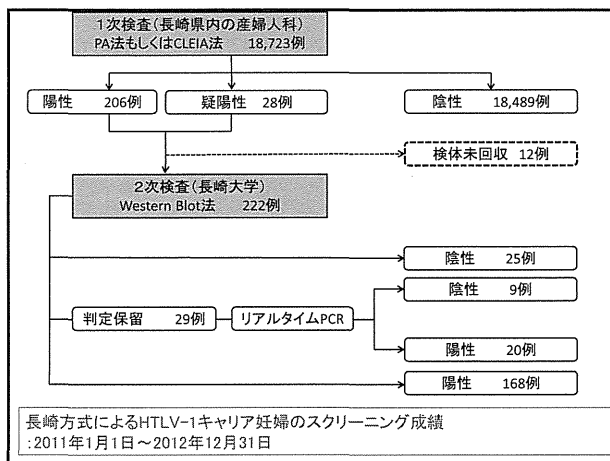 1次検査(長崎県内の産婦人科)
PA法もしくはCLEIA法 18,723例
陽性 206例
疑陽性 28例
陰性 18,489例
検体未回収 12例
2次検査(長崎大学)
Western Blot法 222例
陰性 25例
陰性 9例
判定保留 29例
リアルタイムPCR
陽性 20例
陽性 168例
長崎方式によるHTLV-1キャリア妊婦のスクリーニング成績
:2011年1月1日～2012年12月31日